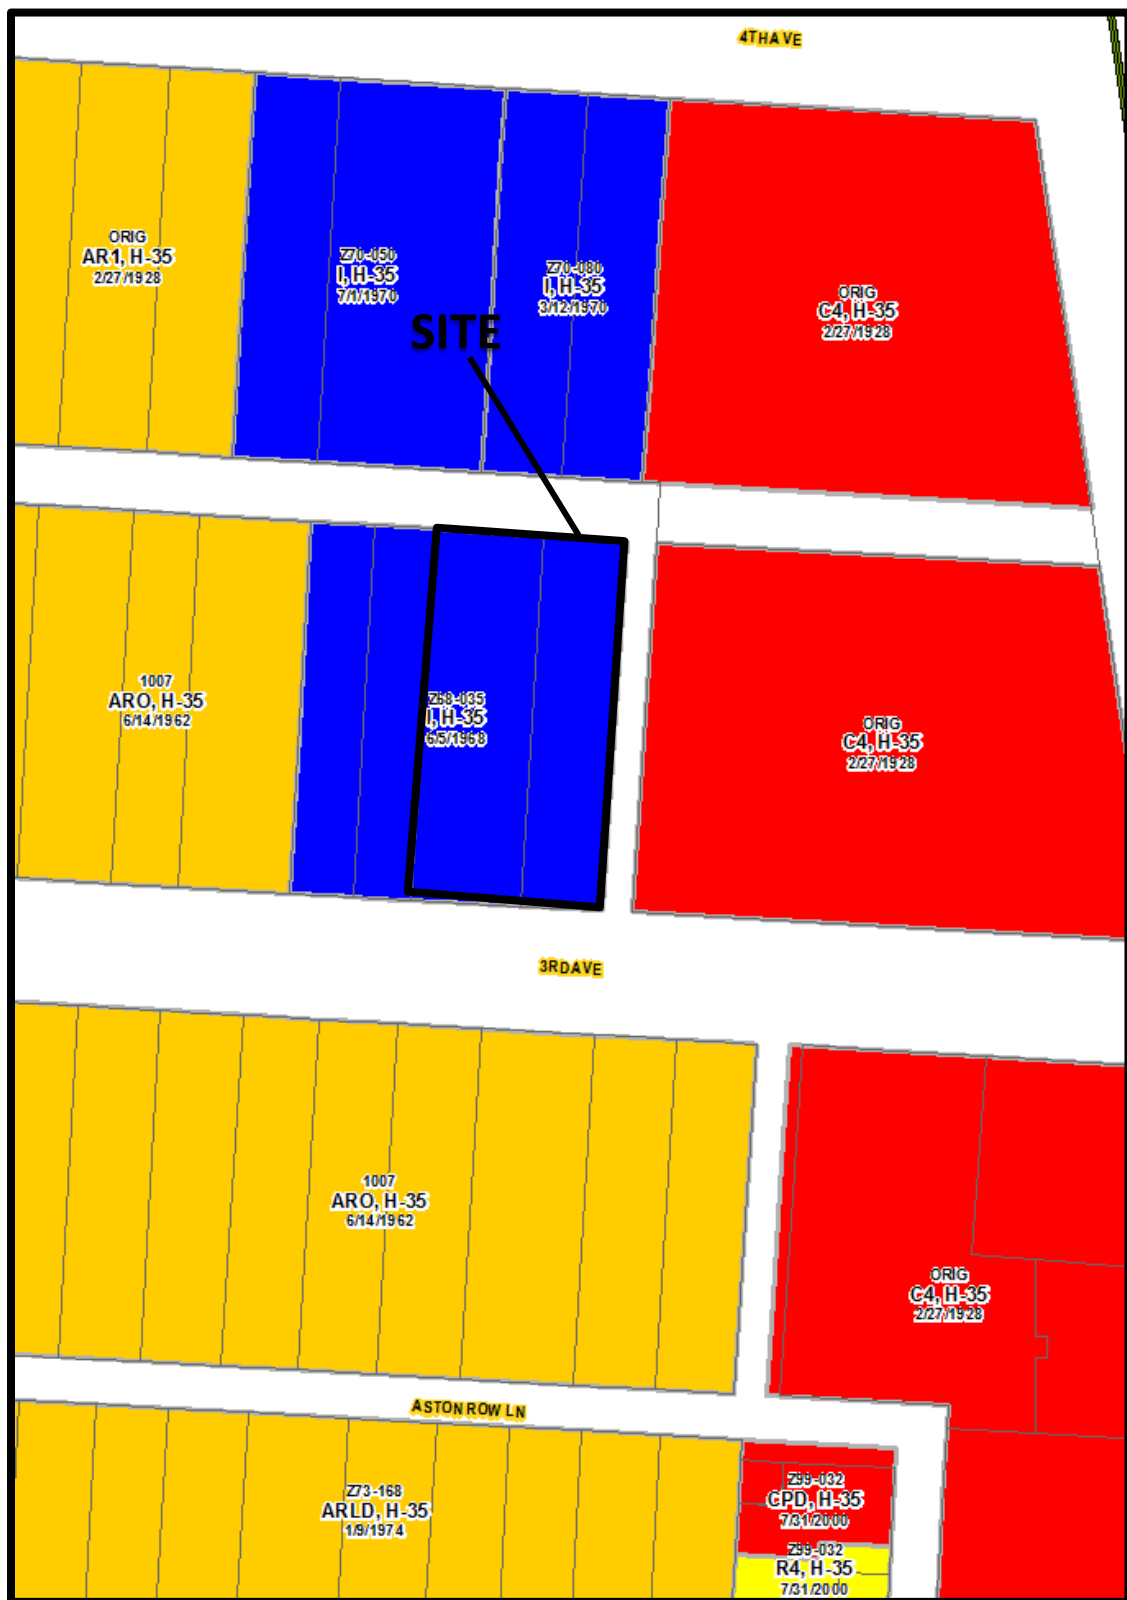 4TH AVE
ORIG
AR1, H-35
2/27/1928
Z70-050
I, H-35
7/1/1970
Z70-080
I, H-35
3/12/1970
ORIG
C4, H-35
2/27/1928
SITE
1007
ARO, H-35
6/14/1962
Z68-035
I, H-35
6/5/1968
ORIG
C4, H-35
2/27/1928
3RD AVE
1007
ARO, H-35
6/14/1962
ORIG
C4, H-35
2/27/1928
ASTON ROW LN
Z73-168
ARLD, H-35
1/9/1974
Z99-032
CPD, H-35
7/31/2000
Z99-032
R4, H-35
7/31/2000